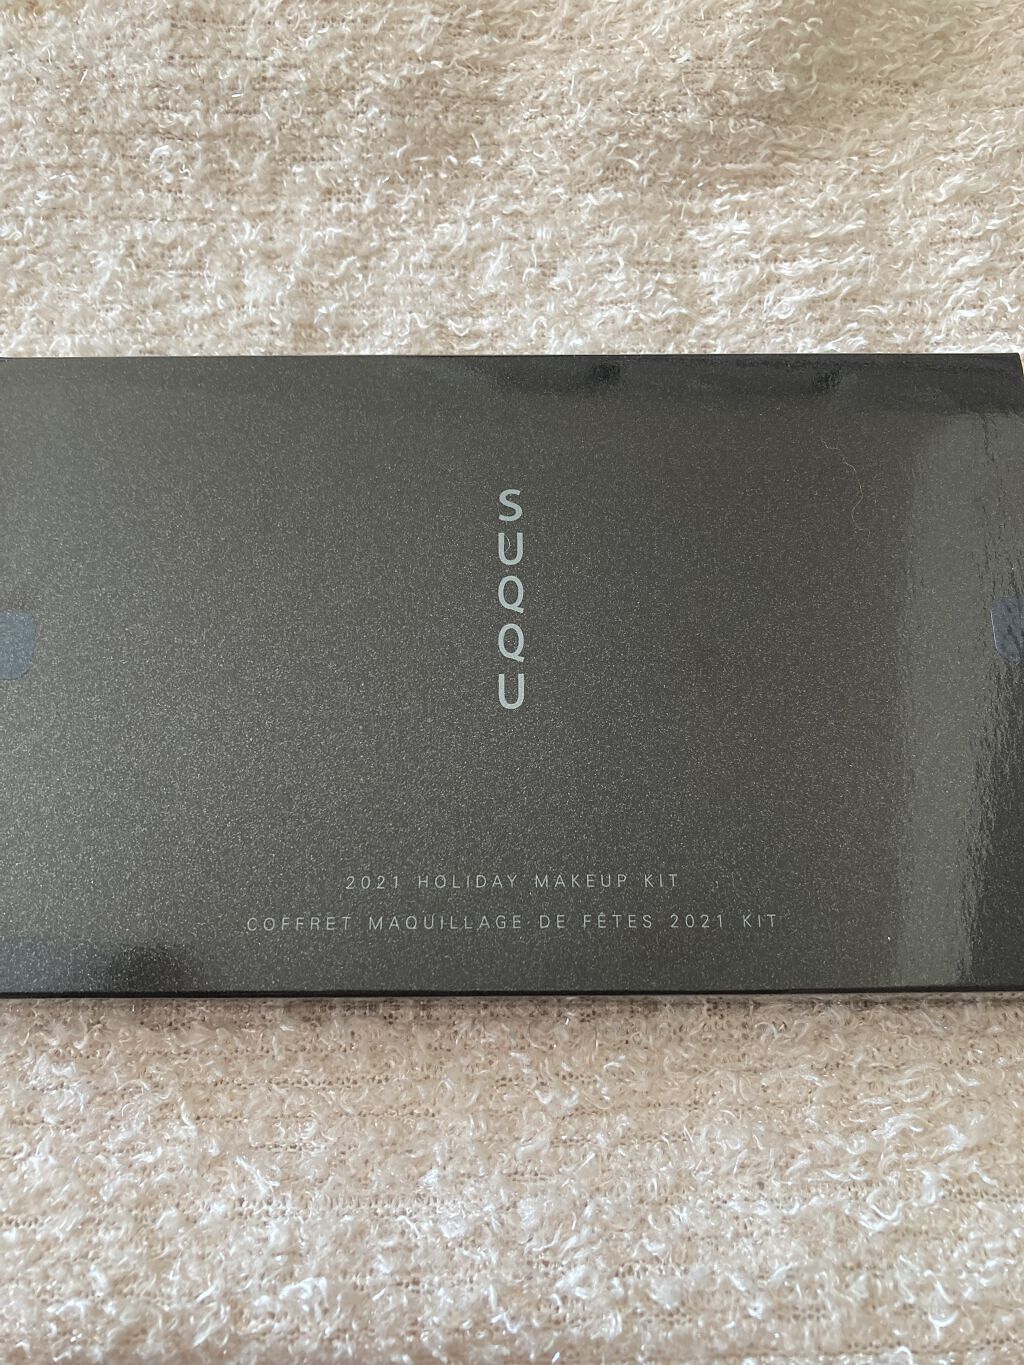 SUQQU
2021 HOLIDAY MAKEUP KIT
COFFRET MAQUILLAGE DE FÊTES 2021 KIT